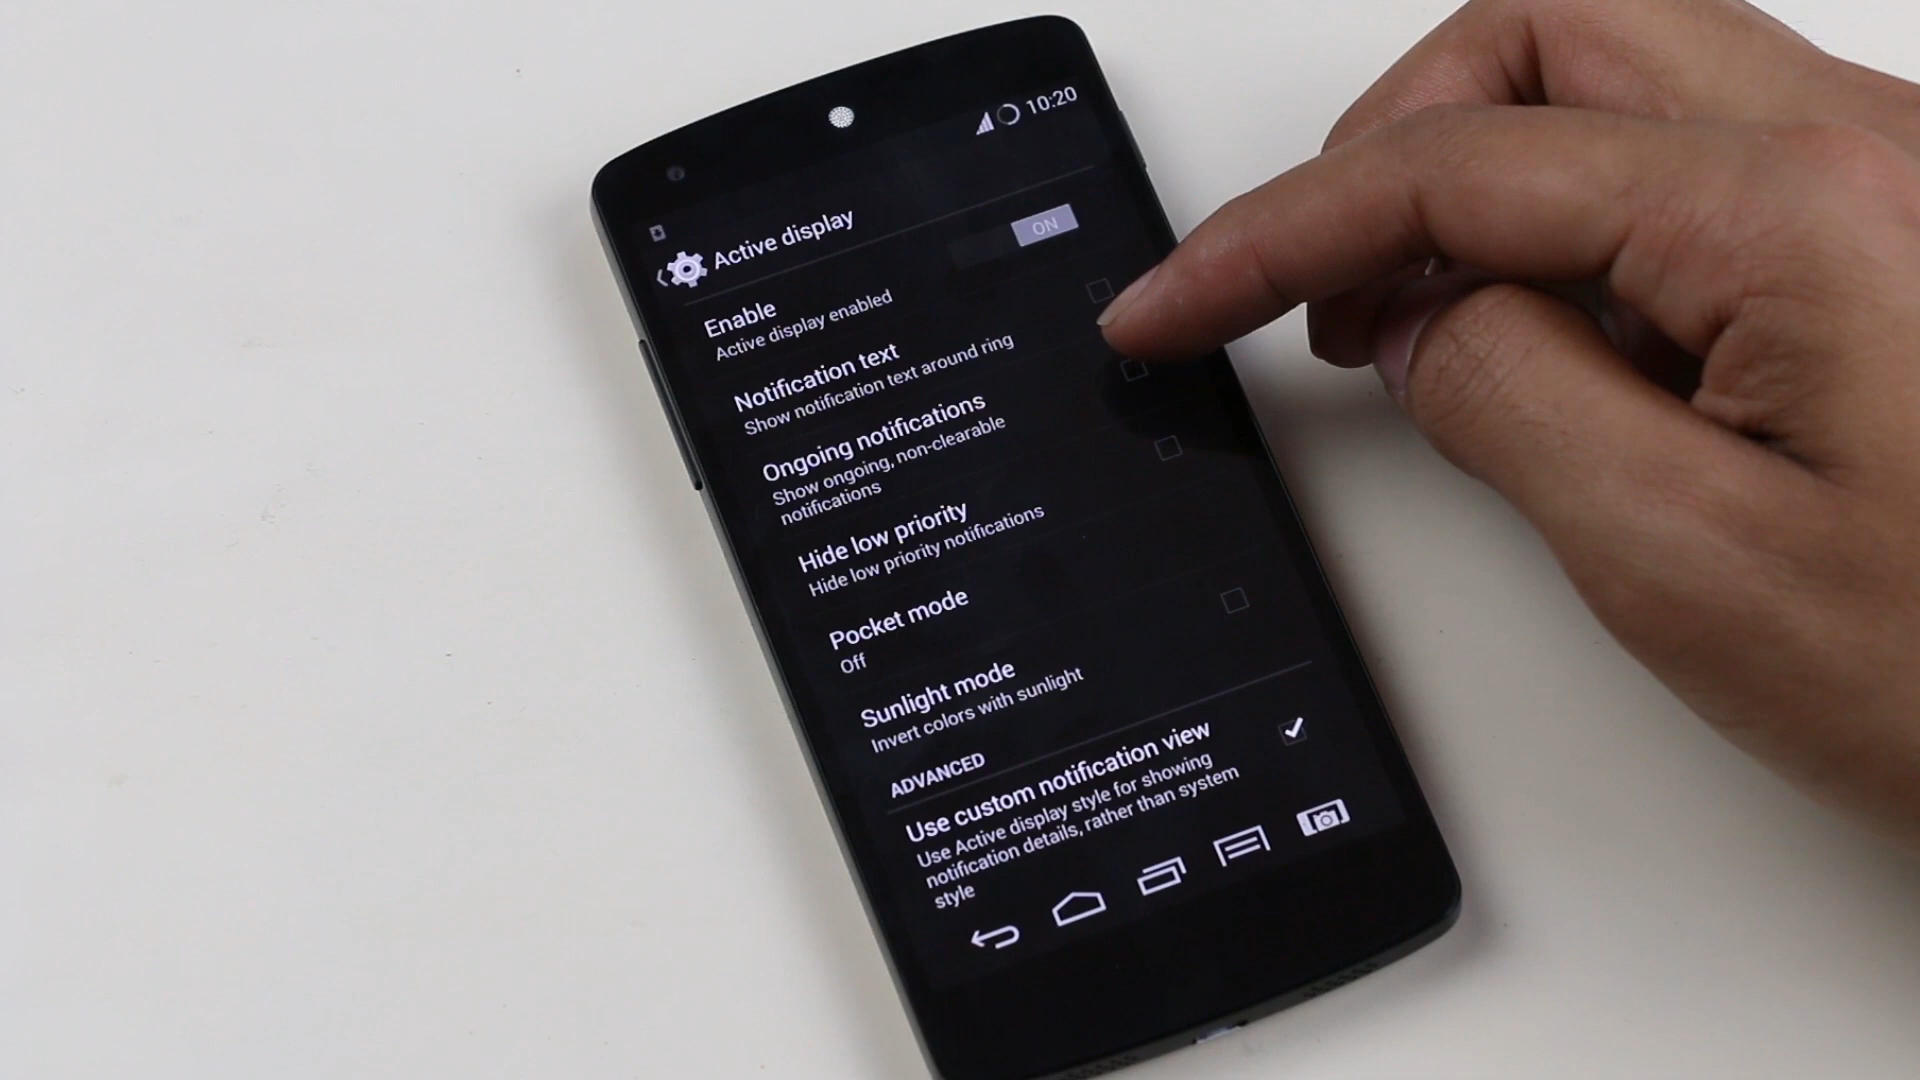 10:20
Active display
ON
Enable
Active display enabled
Notification text
Show notification text around ring
Ongoing notifications
Show ongoing, non-clearable
notifications
Hide low priority
Hide low priority notifications
Pocket mode
Off
Sunlight mode
Invert colors with sunlight
ADVANCED
Use custom notification view
Use Active display style for showing
notification details, rather than system
style